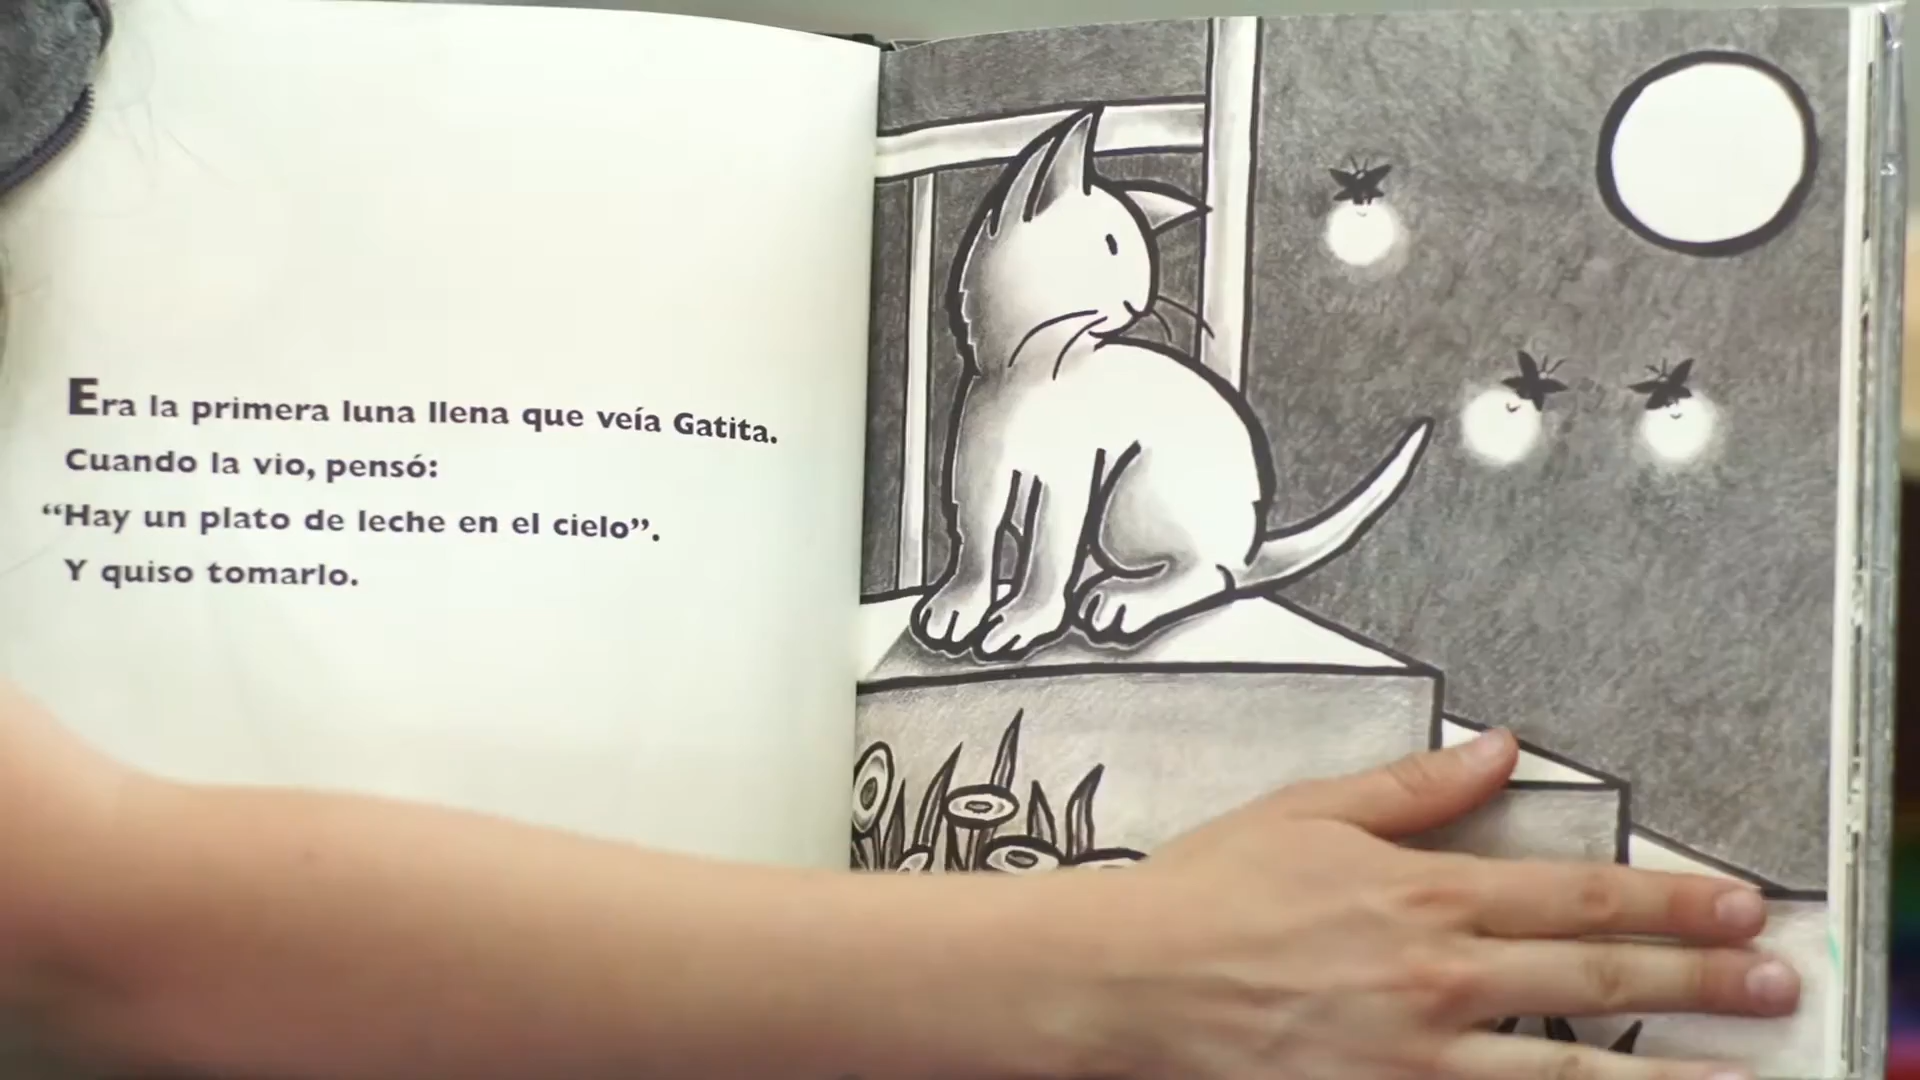 Era la primera luna llena que veía Gatita.
Cuando la vio, pensó:
“Hay un plato de leche en el cielo”.
Y quiso tomarlo.